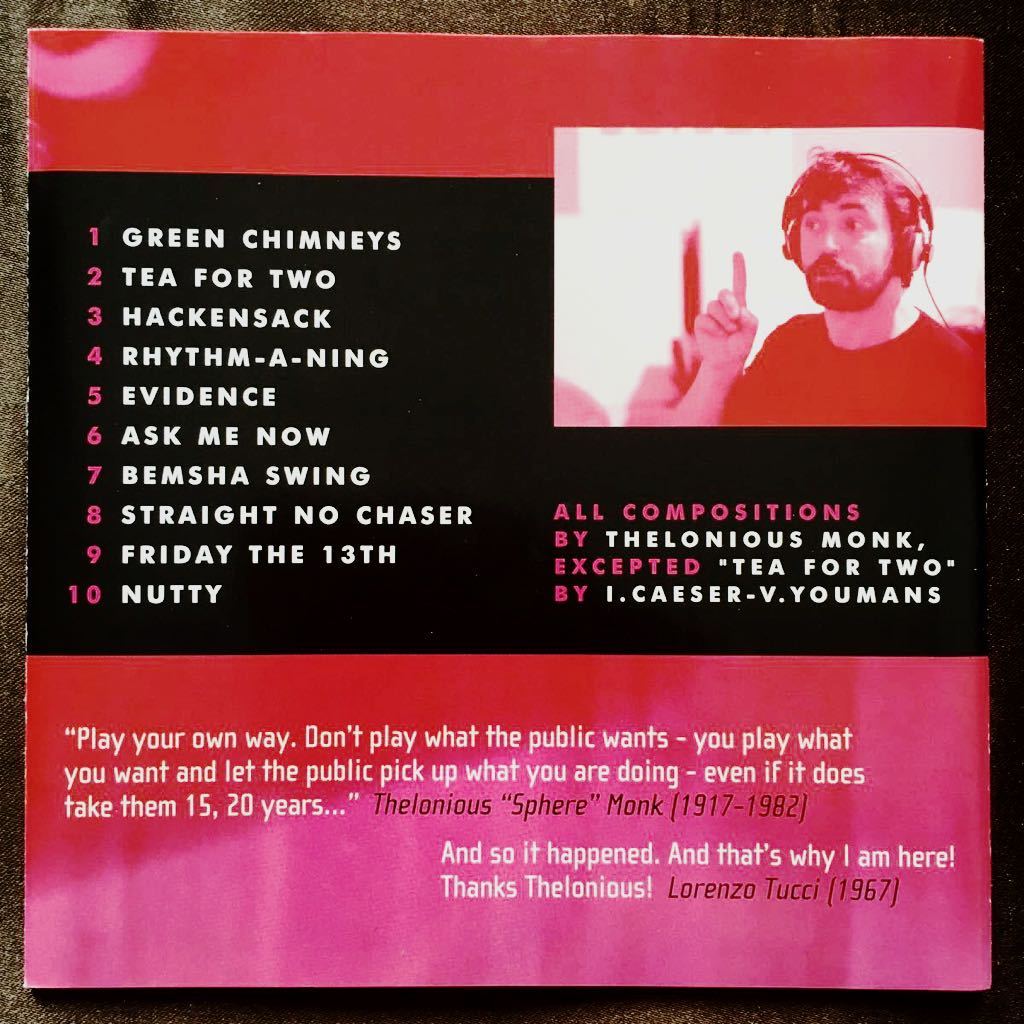 1 GREEN CHIMNEYS
2 TEA FOR TWO
3 HACKENSACK
4 RHYTHM-A-NING
5 EVIDENCE
6 ASK ME NOW
7 BEMSHA SWING
8 STRAIGHT NO CHASER
9 FRIDAY THE 13TH
10 NUTTY
ALL COMPOSITIONS
BY THELONIOUS MONK,
EXCEPTED "TEA FOR TWO"
BY I.CAESER-V.YOUMANS
“Play your own way. Don't play what the public wants - you play what
you want and let the public pick up what you are doing - even if it does
take them 15, 20 years...” Thelonious “Sphere” Monk (1917-1982)
And so it happened. And that's why I am here!
Thanks Thelonious! Lorenzo Tucci (1967)